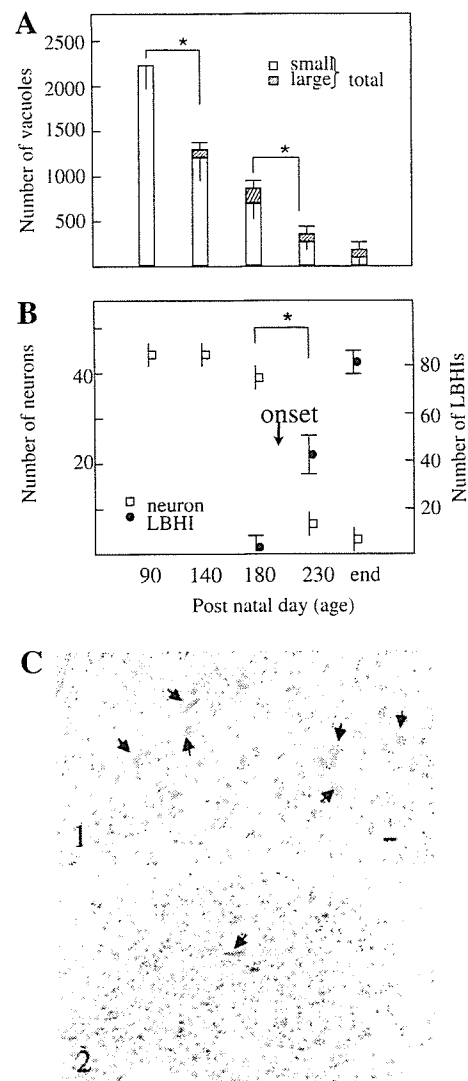 A
Number of vacuoles
2500
2000
1500
1000
500
*
*
small
large} total
B
Number of neurons
40
20
*
onset
neuron
LBHI
80
60
40
20
Number of LBHIs
90 140 180 230 end
Post natal day (age)
C
1
2